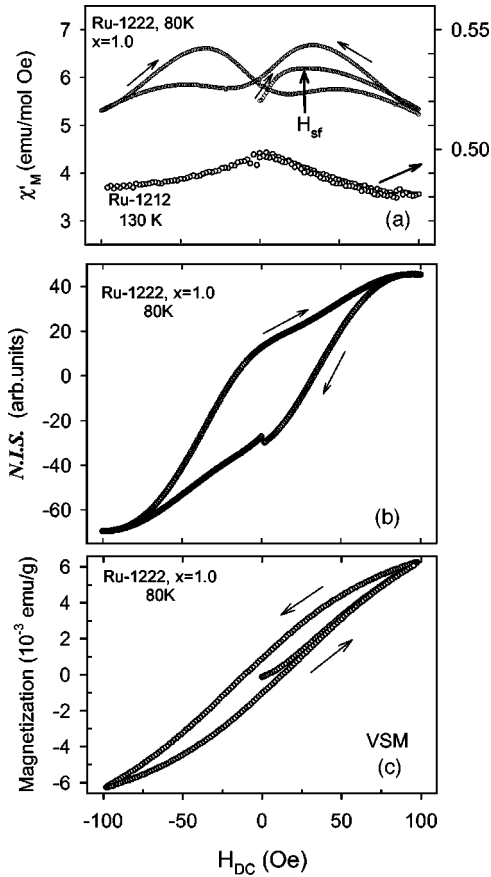 Ru-1222, 80K
x=1.0
7
6
5
4
3
χ'M (emu/mol Oe)
0.55
0.50
Hsf
Ru-1212
130 K
(a)
Ru-1222, x=1.0
80K
40
20
0
-20
-40
-60
N.I.S. (arb.units)
(b)
Ru-1222, x=1.0
80K
6
4
2
0
-2
-4
-6
Magnetization (10-3 emu/g)
VSM
(c)
-100 -50 0 50 100
HDC (Oe)